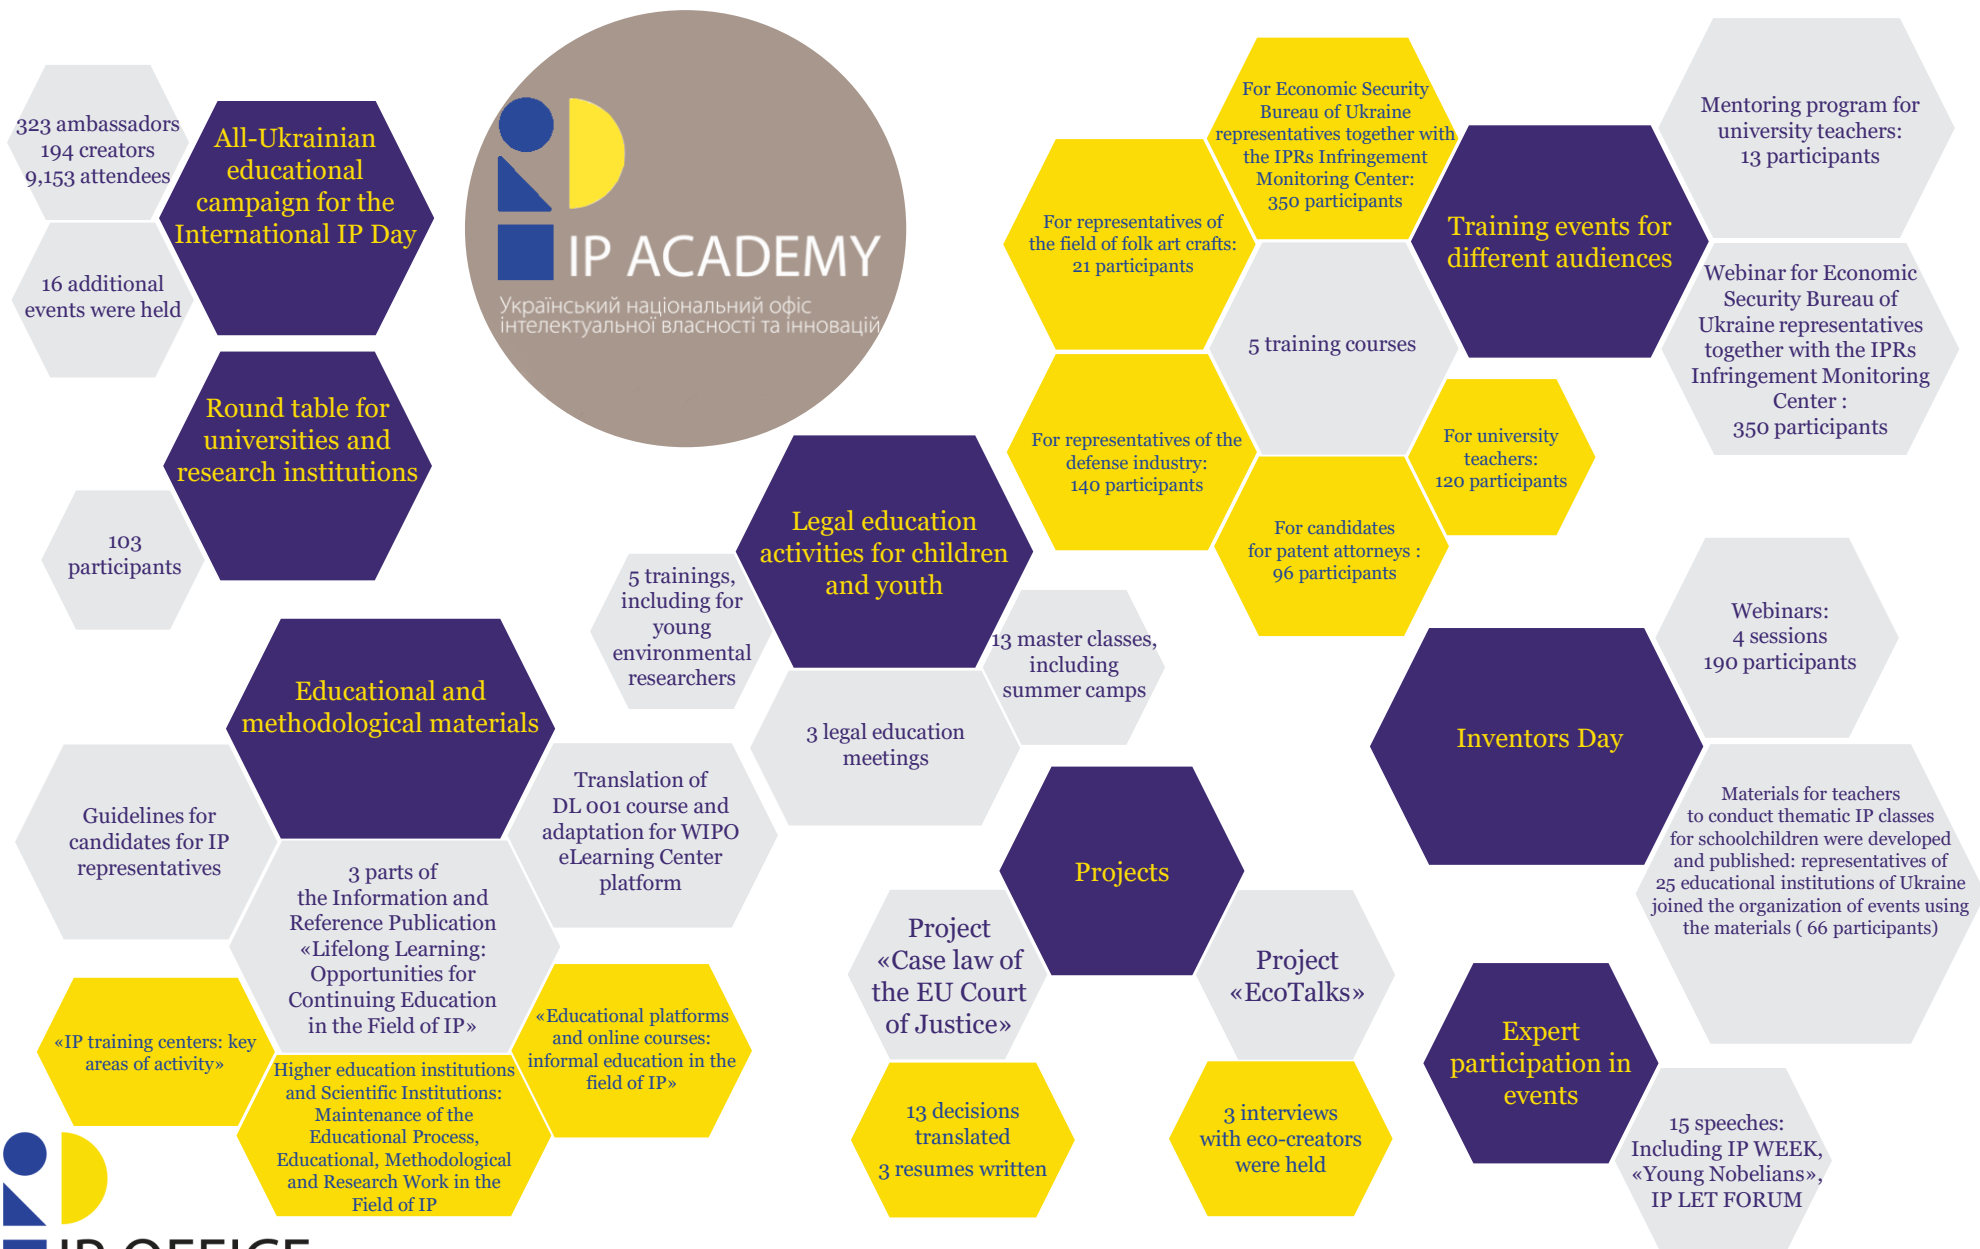 323 ambassadors
194 creators
9,153 attendees
All-Ukrainian
educational
campaign for the
International IP Day
16 additional
events were held
Round table for
universities and
research institutions
103
participants
IP ACADEMY
Український національний офіс
інтелектуальної власності та інновацій
For Economic Security
Bureau of Ukraine
representatives together with
the IPRs Infringement
Monitoring Center:
350 participants
For representatives of
the field of folk art crafts:
21 participants
Training events for
different audiences
Mentoring program for
university teachers:
13 participants
Webinar for Economic
Security Bureau of
Ukraine representatives
together with the IPRs
Infringement Monitoring
Center :
350 participants
5 training courses
For representatives of the
defense industry:
140 participants
For university
teachers:
120 participants
For candidates
for patent attorneys :
96 participants
Legal education
activities for children
and youth
5 trainings,
including for
young
environmental
researchers
13 master classes,
including
summer camps
3 legal education
meetings
Educational and
methodological materials
Guidelines for
candidates for IP
representatives
Translation of
DL 001 course and
adaptation for WIPO
eLearning Center
platform
3 parts of
the Information and
Reference Publication
«Lifelong Learning:
Opportunities for
Continuing Education
in the Field of IP»
«IP training centers: key
areas of activity»
Higher education institutions
and Scientific Institutions:
Maintenance of the
Educational Process,
Educational, Methodological
and Research Work in the
Field of IP
«Educational platforms
and online courses:
informal education in the
field of IP»
Projects
Project
«Case law of
the EU Court
of Justice»
13 decisions
translated
3 resumes written
Project
«EcoTalks»
3 interviews
with eco-creators
were held
Inventors Day
Webinars:
4 sessions
190 participants
Materials for teachers
to conduct thematic IP classes
for schoolchildren were developed
and published: representatives of
25 educational institutions of Ukraine
joined the organization of events using
the materials ( 66 participants)
Expert
participation in
events
15 speeches:
Including IP WEEK,
«Young Nobelians»,
IP LET FORUM
IP OFFICE